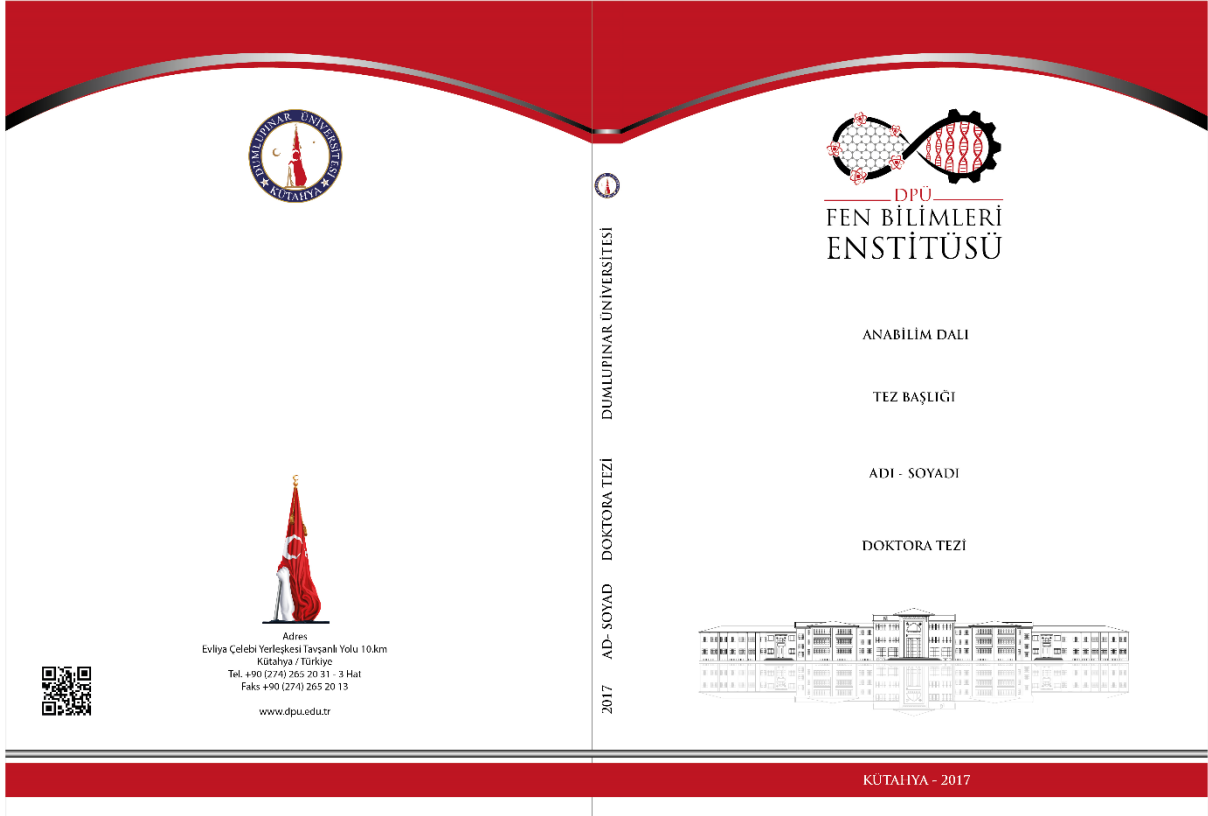 DUMLUPINAR ÜNİVERSİTESİ
KÜTAHYA
Adres
Evliya Çelebi Yerleşkesi Tavşanlı Yolu 10.km
Kütahya / Türkiye
Tel. +90 (274) 265 20 31 - 3 Hat
Faks +90 (274) 265 20 13
www.dpu.edu.tr
2017 AD- SOYAD DOKTORA TEZİ DUMLUPINAR ÜNİVERSİTESİ
DPÜ
FEN BİLİMLERİ
ENSTİTÜSÜ
ANABİLİM DALI
TEZ BAŞLIĞI
ADI - SOYADI
DOKTORA TEZİ
KÜTAHYA - 2017